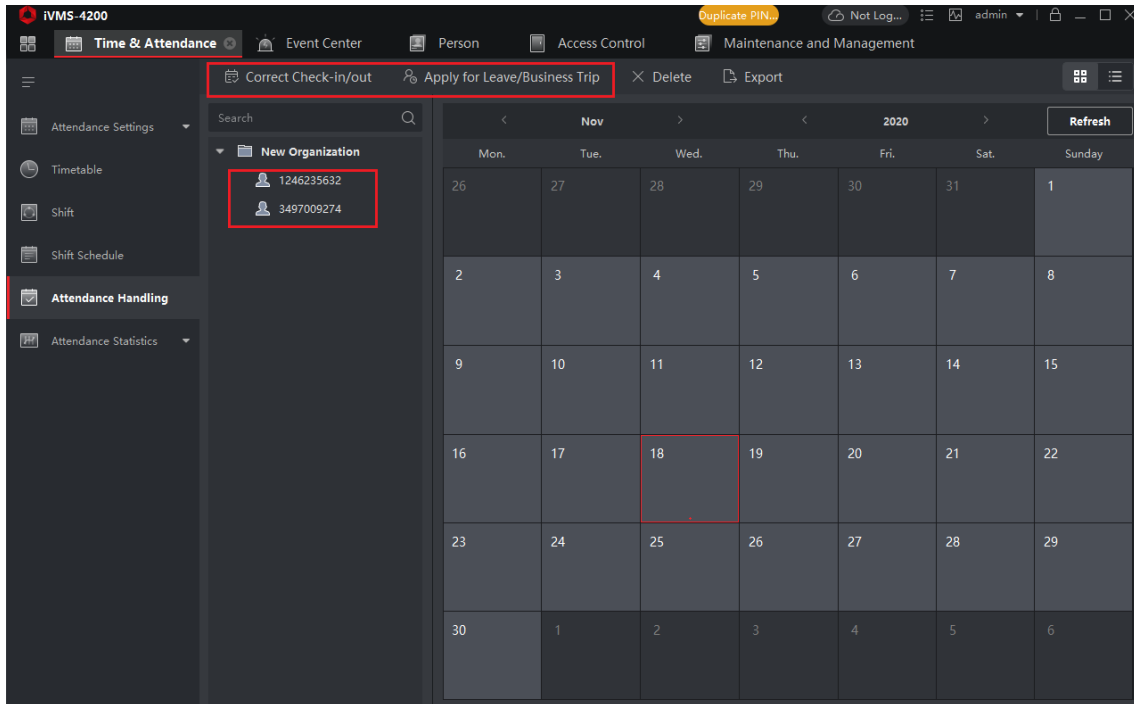 iVMS-4200 Duplicate PIN... Not Log... admin
Time & Attendance Event Center Person Access Control Maintenance and Management
Correct Check-in/out Apply for Leave/Business Trip Delete Export
Attendance Settings
Timetable
Shift
Shift Schedule
Attendance Handling
Attendance Statistics
Search
New Organization
1246235632
3497009274
Nov 2020 Refresh
Mon. Tue. Wed. Thu. Fri. Sat. Sunday
26 27 28 29 30 31 1
2 3 4 5 6 7 8
9 10 11 12 13 14 15
16 17 18 19 20 21 22
23 24 25 26 27 28 29
30 1 2 3 4 5 6